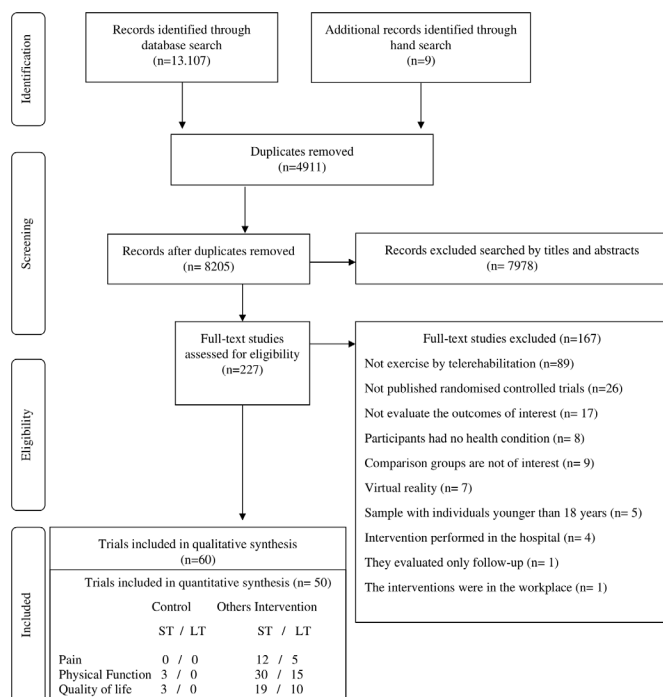 Identification
Records identified through
database search
(n=13.107)
Additional records identified through
hand search
(n=9)
Duplicates removed
(n=4911)
Screening
Records after duplicates removed
(n= 8205)
Records excluded searched by titles and abstracts
(n= 7978)
Full-text studies
assessed for eligibility
(n=227)
Eligibility
Full-text studies excluded (n=167)
Not exercise by telerehabilitation (n=89)
Not published randomised controlled trials (n=26)
Not evaluate the outcomes of interest (n= 17)
Participants had no health condition (n= 8)
Comparison groups are not of interest (n= 9)
Virtual reality (n= 7)
Sample with individuals younger than 18 years (n= 5)
Intervention performed in the hospital (n= 4)
They evaluated only follow-up (n= 1)
The interventions were in the workplace (n= 1)
Included
Trials included in qualitative synthesis
(n=60)
Trials included in quantitative synthesis (n= 50)
Control Others Intervention
ST / LT ST / LT
Pain 0 / 0 12 / 5
Physical Function 3 / 0 30 / 15
Quality of life 3 / 0 19 / 10